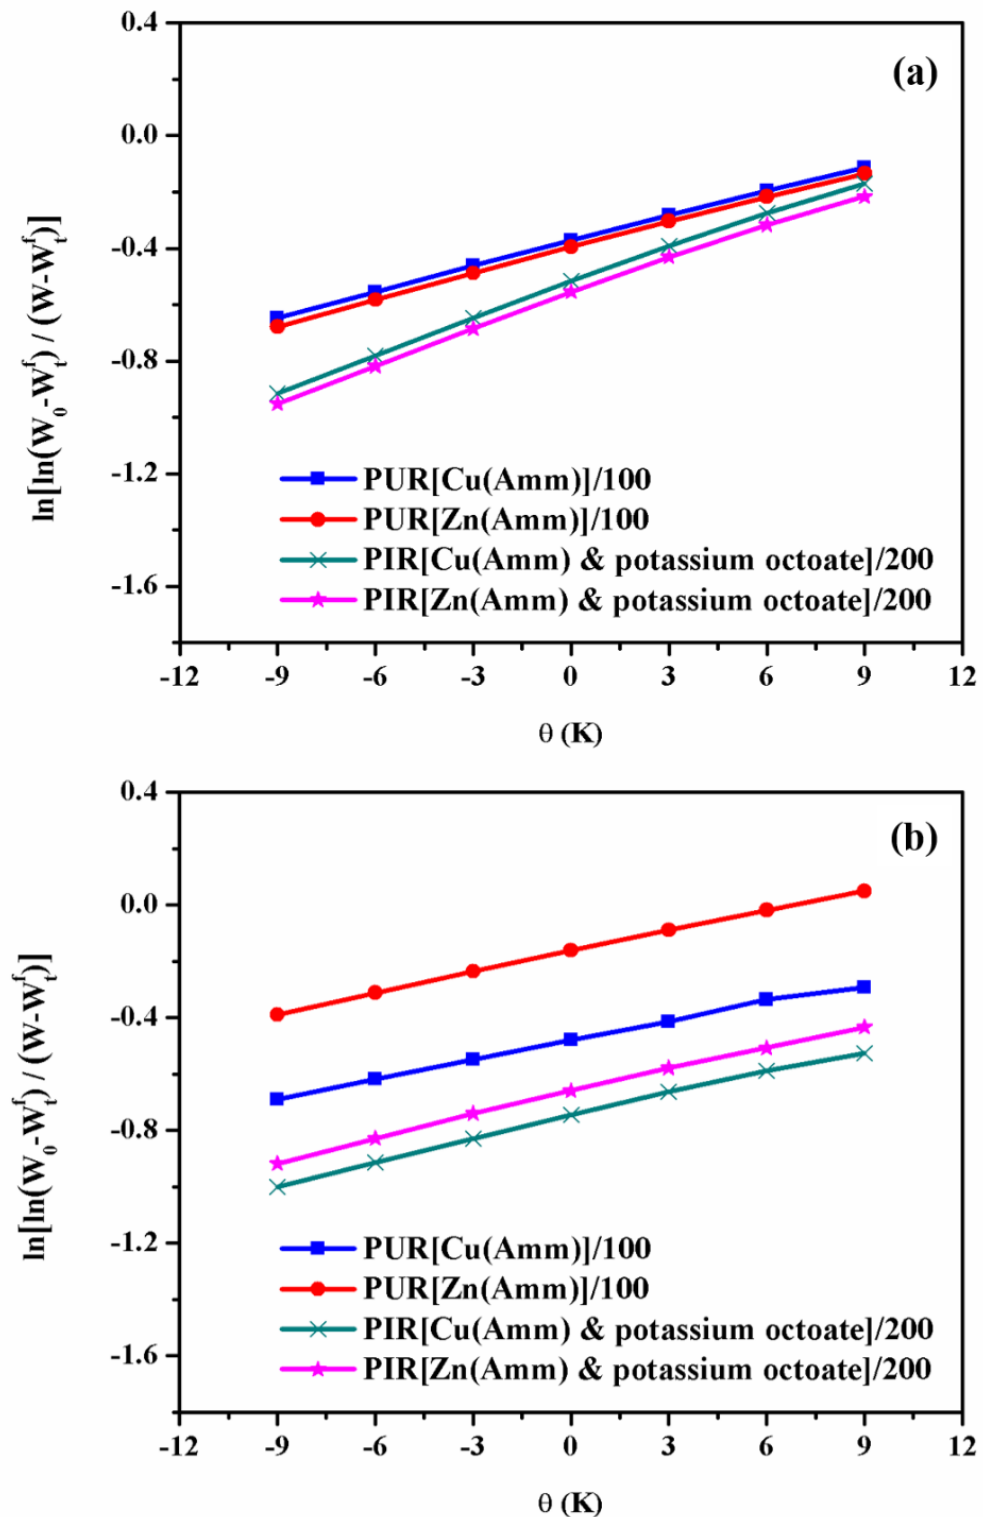 (a)
0.4
0.0
-0.4
-0.8
-1.2
-1.6
ln[ln(W₀-Wₜᶠ) / (W-Wₜᶠ)]
PUR[Cu(Amm)]/100
PUR[Zn(Amm)]/100
PIR[Cu(Amm) & potassium octoate]/200
PIR[Zn(Amm) & potassium octoate]/200
-12 -9 -6 -3 0 3 6 9 12
θ (K)
(b)
0.4
0.0
-0.4
-0.8
-1.2
-1.6
ln[ln(W₀-Wₜᶠ) / (W-Wₜᶠ)]
PUR[Cu(Amm)]/100
PUR[Zn(Amm)]/100
PIR[Cu(Amm) & potassium octoate]/200
PIR[Zn(Amm) & potassium octoate]/200
-12 -9 -6 -3 0 3 6 9 12
θ (K)